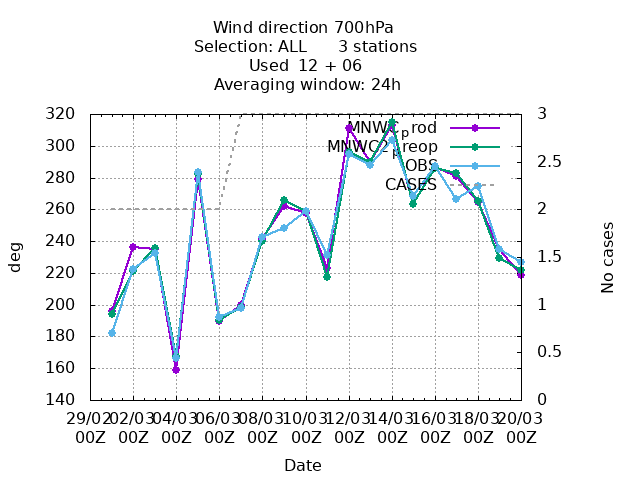 Wind direction 700hPa
Selection: ALL      3 stations
Used  12 + 06
Averaging window: 24h
320
300
280
260
240
220
200
180
160
140
deg
3
2.5
2
1.5
1
0.5
0
No cases
MNWC_prod
MNWC2_preop
OBS
CASES
29/02 02/03 04/03 06/03 08/03 10/03 12/03 14/03 16/03 18/03 20/03
00Z 00Z 00Z 00Z 00Z 00Z 00Z 00Z 00Z 00Z 00Z
Date